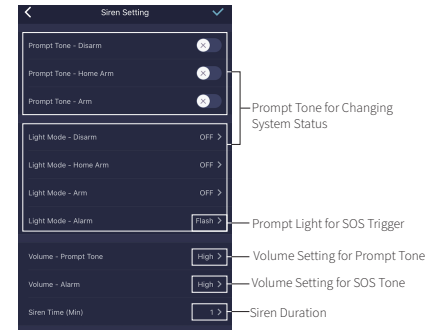 Siren Setting
Prompt Tone - Disarm
Prompt Tone - Home Arm
Prompt Tone - Arm
Prompt Tone for Changing
System Status
Light Mode - Disarm OFF
Light Mode - Home Arm OFF
Light Mode - Arm OFF
Light Mode - Alarm Flash
Prompt Light for SOS Trigger
Volume - Prompt Tone High
Volume Setting for Prompt Tone
Volume - Alarm High
Volume Setting for SOS Tone
Siren Time (Min) 1
Siren Duration